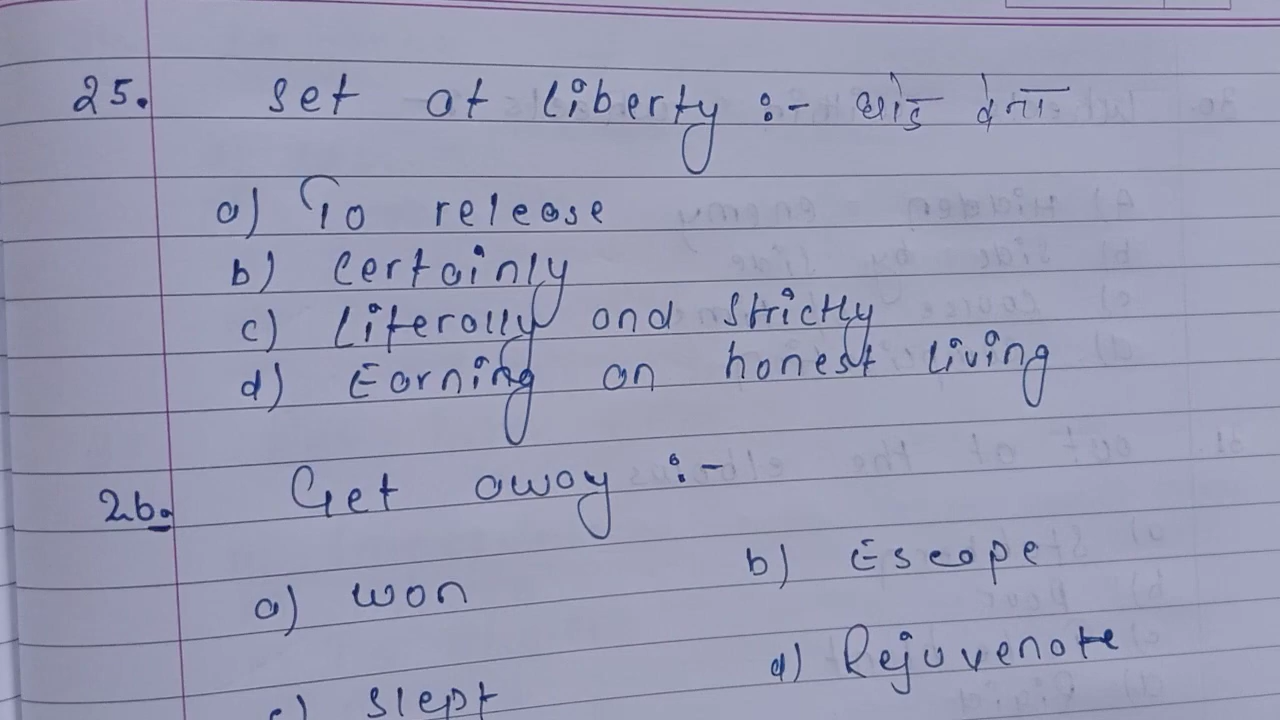 25. Set at liberty :- छोड़ देना
a) To release
b) Certainly
c) Literally and strictly
d) Earning an honest living
26. Get away :-
a) won b) Escape
c) slept d) Rejuvenate